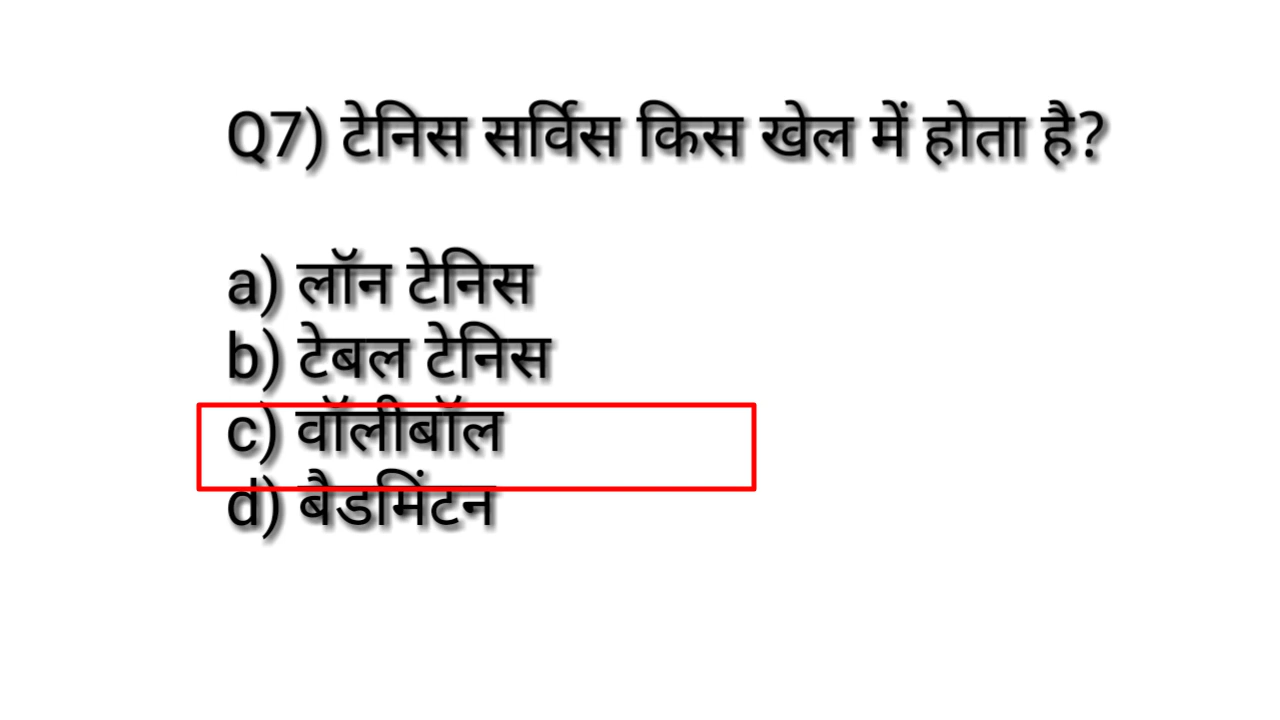 Q7) टेनिस सर्विस किस खेल में होता है?
a) लॉन टेनिस
b) टेबल टेनिस
c) वॉलीबॉल
d) बैडमिंटन